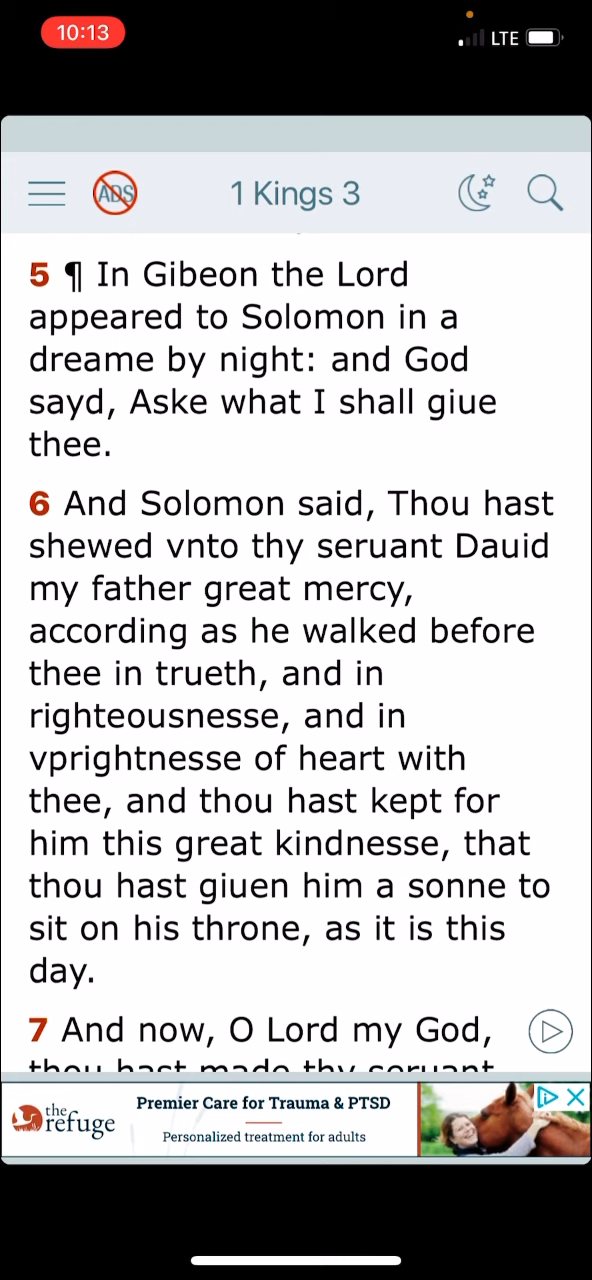 10:13
LTE
ADS
1 Kings 3
5 ¶ In Gibeon the Lord
appeared to Solomon in a
dreame by night: and God
sayd, Aske what I shall giue
thee.
6 And Solomon said, Thou hast
shewed vnto thy seruant Dauid
my father great mercy,
according as he walked before
thee in trueth, and in
righteousnesse, and in
vprightnesse of heart with
thee, and thou hast kept for
him this great kindnesse, that
thou hast giuen him a sonne to
sit on his throne, as it is this
day.
7 And now, O Lord my God,
thou hast made thy seruant
the refuge
Premier Care for Trauma & PTSD
Personalized treatment for adults